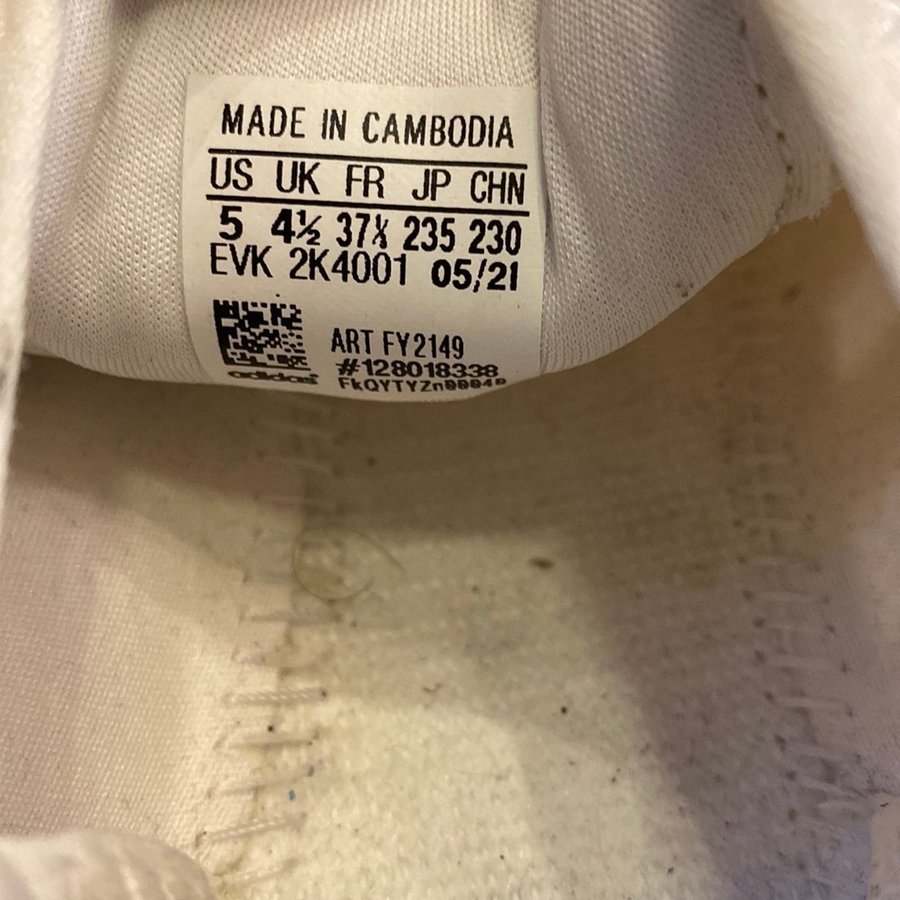 MADE IN CAMBODIA
US UK FR JP CHN
5 4½ 37⅓ 235 230
EVK 2K4001 05/21
ART FY2149
#128018338
adidas